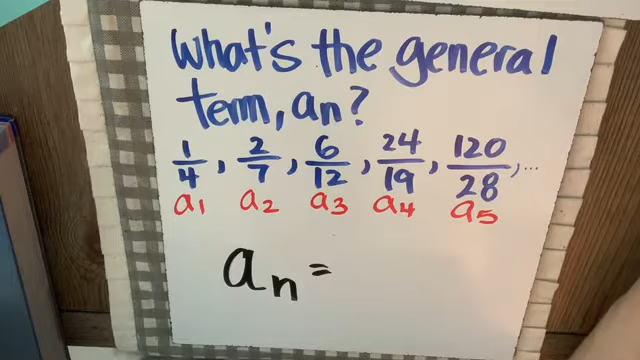 What's the general
term, an?
1/4, 2/7, 6/12, 24/19, 120/28, ...
a1 a2 a3 a4 a5
an =